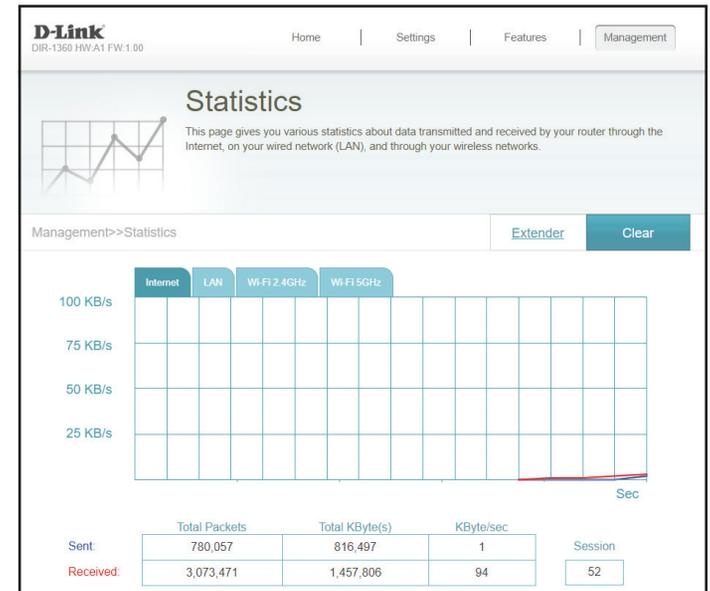 D-Link
DIR-1360 HW:A1 FW:1.00
Home | Settings | Features | Management
Statistics
This page gives you various statistics about data transmitted and received by your router through the
Internet, on your wired network (LAN), and through your wireless networks.
Management>>Statistics
Extender
Clear
Internet LAN Wi-Fi 2.4GHz Wi-Fi 5GHz
100 KB/s
75 KB/s
50 KB/s
25 KB/s
Sec
Total Packets Total KByte(s) KByte/sec
Sent: 780,057 816,497 1 Session
Received: 3,073,471 1,457,806 94 52